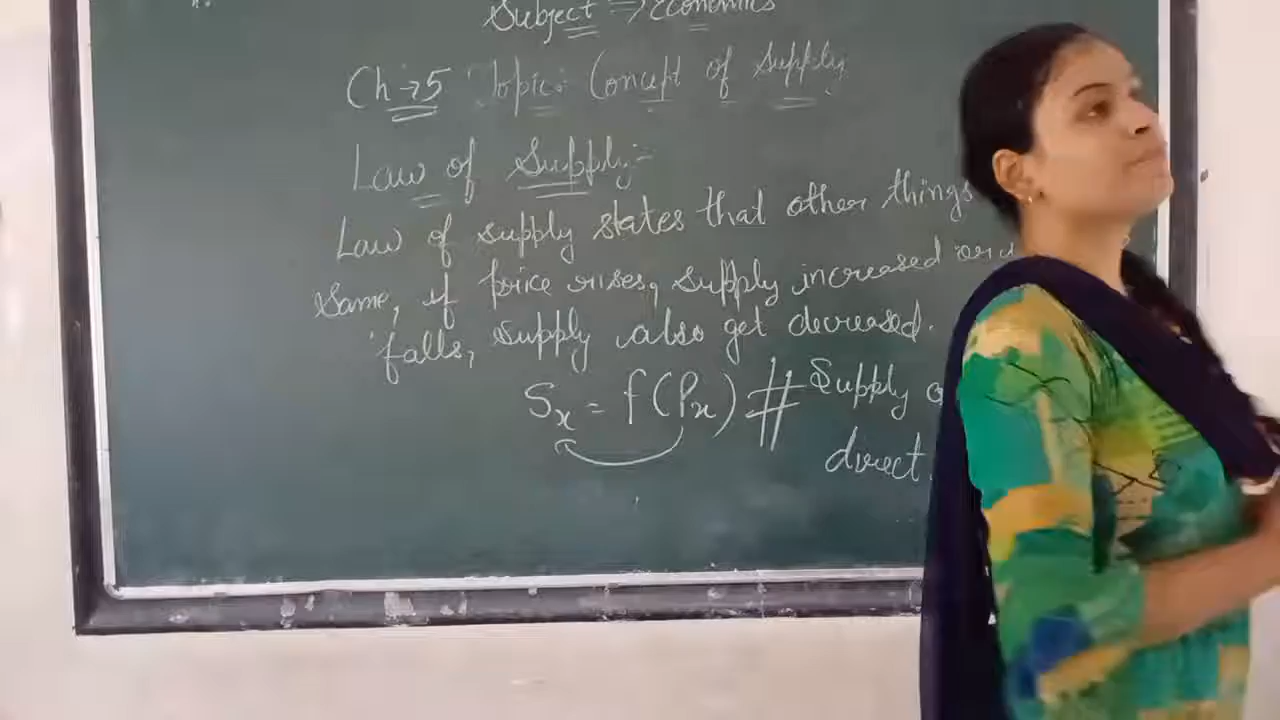 Subject ⇒ Economics
Ch→5 Topic:- Concept of Supply
Law of Supply:-
Law of supply states that other things
same, if price rises, supply increased
falls, supply also get decreased.
Sx = f(Px) # Supply
direct